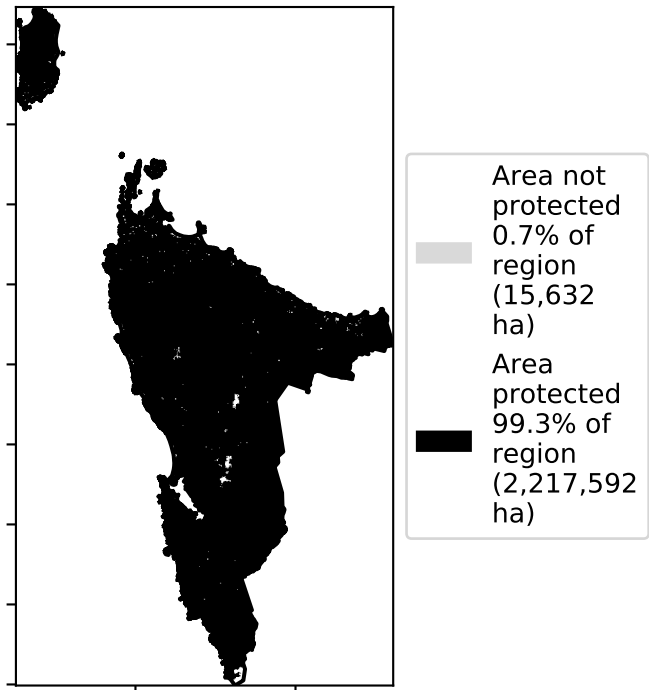 Area not
protected
0.7% of
region
(15,632
ha)
Area
protected
99.3% of
region
(2,217,592
ha)